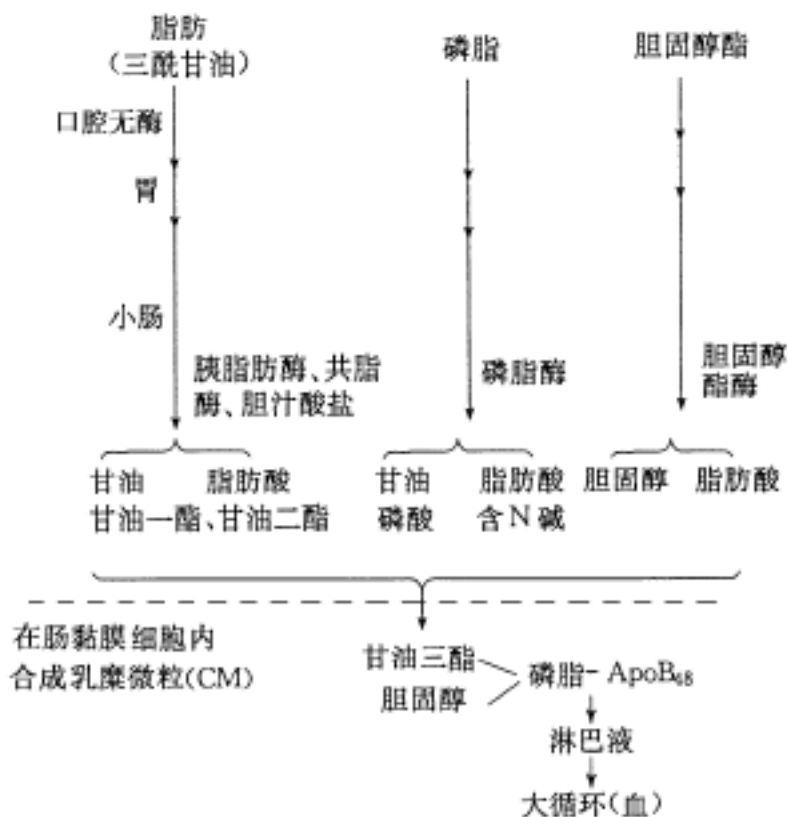 脂肪 磷脂 胆固醇酯
(三酰甘油)
口腔无酶
胃
小肠
胰脂肪酶、共脂 磷脂酶 胆固醇
酶、胆汁酸盐 酯酶
甘油 脂肪酸 甘油 脂肪酸 胆固醇 脂肪酸
甘油一酯、甘油二酯 磷酸 含N碱
在肠黏膜细胞内 甘油三酯
合成乳糜微粒(CM) 胆固醇 磷脂-ApoB₄₈
淋巴液
大循环(血)